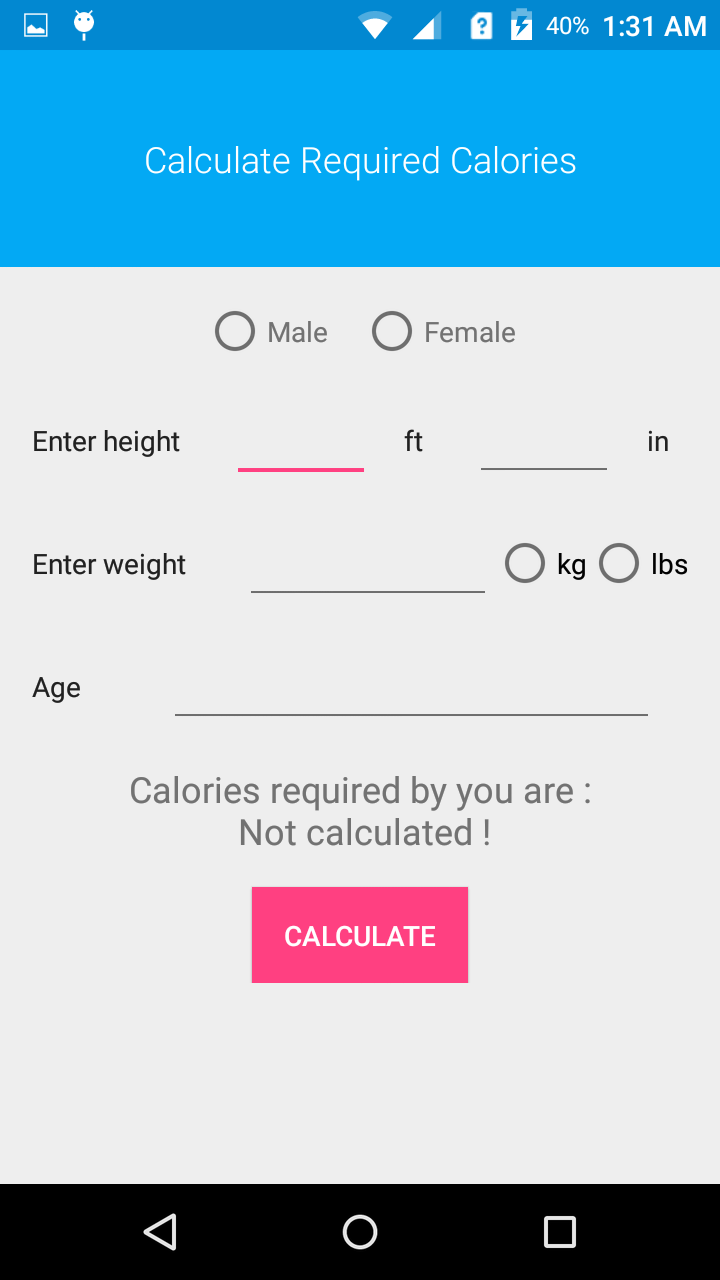 40% 1:31 AM
Calculate Required Calories
Male Female
Enter height ft in
Enter weight kg lbs
Age
Calories required by you are :
Not calculated !
CALCULATE